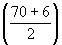 (70 + 6 / 2)